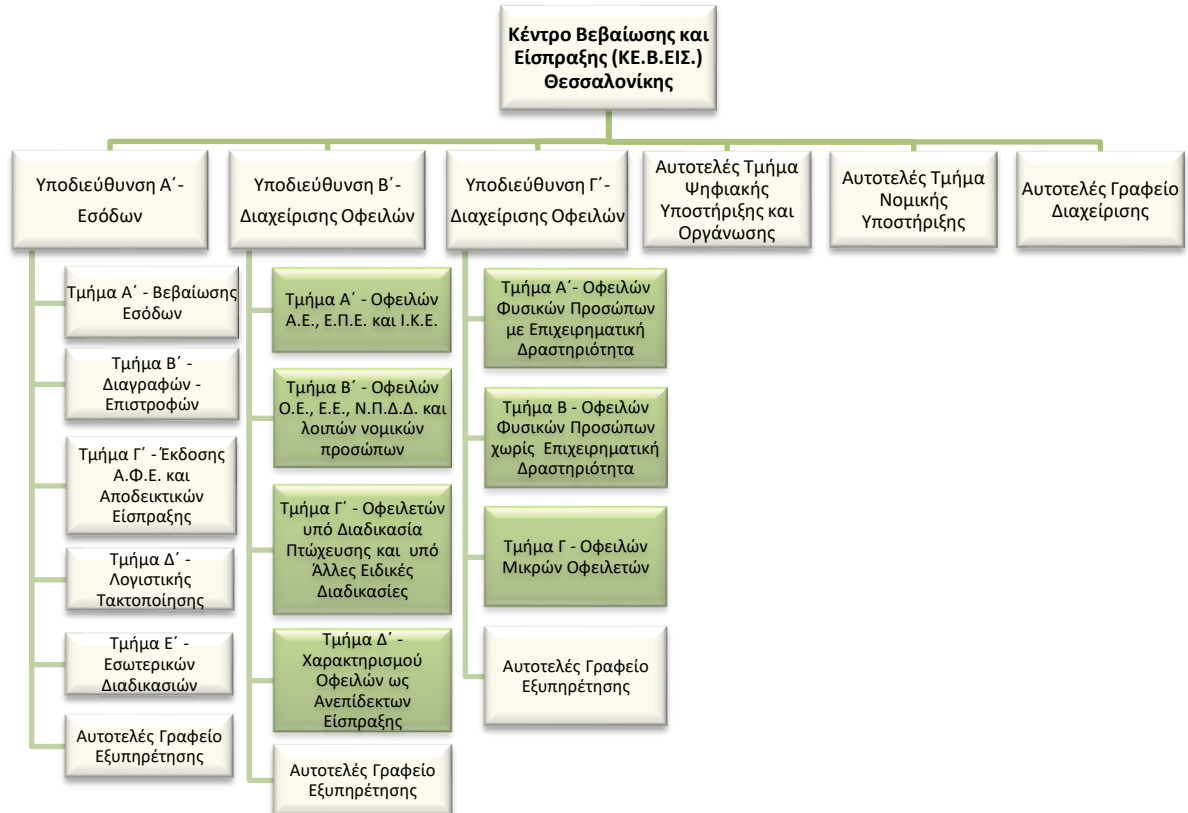 Κέντρο Βεβαίωσης και
Είσπραξης (ΚΕ.Β.ΕΙΣ.)
Θεσσαλονίκης
Υποδιεύθυνση Α΄-
Εσόδων
Τμήμα Α΄ - Βεβαίωσης
Εσόδων
Τμήμα Β΄ -
Διαγραφών -
Επιστροφών
Τμήμα Γ΄ - Έκδοσης
Α.Φ.Ε. και
Αποδεικτικών
Είσπραξης
Τμήμα Δ΄ -
Λογιστικής
Τακτοποίησης
Τμήμα Ε΄ -
Εσωτερικών
Διαδικασιών
Αυτοτελές Γραφείο
Εξυπηρέτησης
Υποδιεύθυνση Β΄-
Διαχείρισης Οφειλών
Τμήμα Α΄ - Οφειλών
Α.Ε., Ε.Π.Ε. και Ι.Κ.Ε.
Τμήμα Β΄ - Οφειλών
Ο.Ε., Ε.Ε., Ν.Π.Δ.Δ. και
λοιπών νομικών
προσώπων
Τμήμα Γ΄ - Οφειλετών
υπό Διαδικασία
Πτώχευσης και υπό
Άλλες Ειδικές
Διαδικασίες
Τμήμα Δ΄ -
Χαρακτηρισμού
Οφειλών ως
Ανεπίδεκτων
Είσπραξης
Αυτοτελές Γραφείο
Εξυπηρέτησης
Υποδιεύθυνση Γ΄-
Διαχείρισης Οφειλών
Τμήμα Α΄- Οφειλών
Φυσικών Προσώπων
με Επιχειρηματική
Δραστηριότητα
Τμήμα Β - Οφειλών
Φυσικών Προσώπων
χωρίς Επιχειρηματική
Δραστηριότητα
Τμήμα Γ - Οφειλών
Μικρών Οφειλετών
Αυτοτελές Γραφείο
Εξυπηρέτησης
Αυτοτελές Τμήμα
Ψηφιακής
Υποστήριξης και
Οργάνωσης
Αυτοτελές Τμήμα
Νομικής
Υποστήριξης
Αυτοτελές Γραφείο
Διαχείρισης